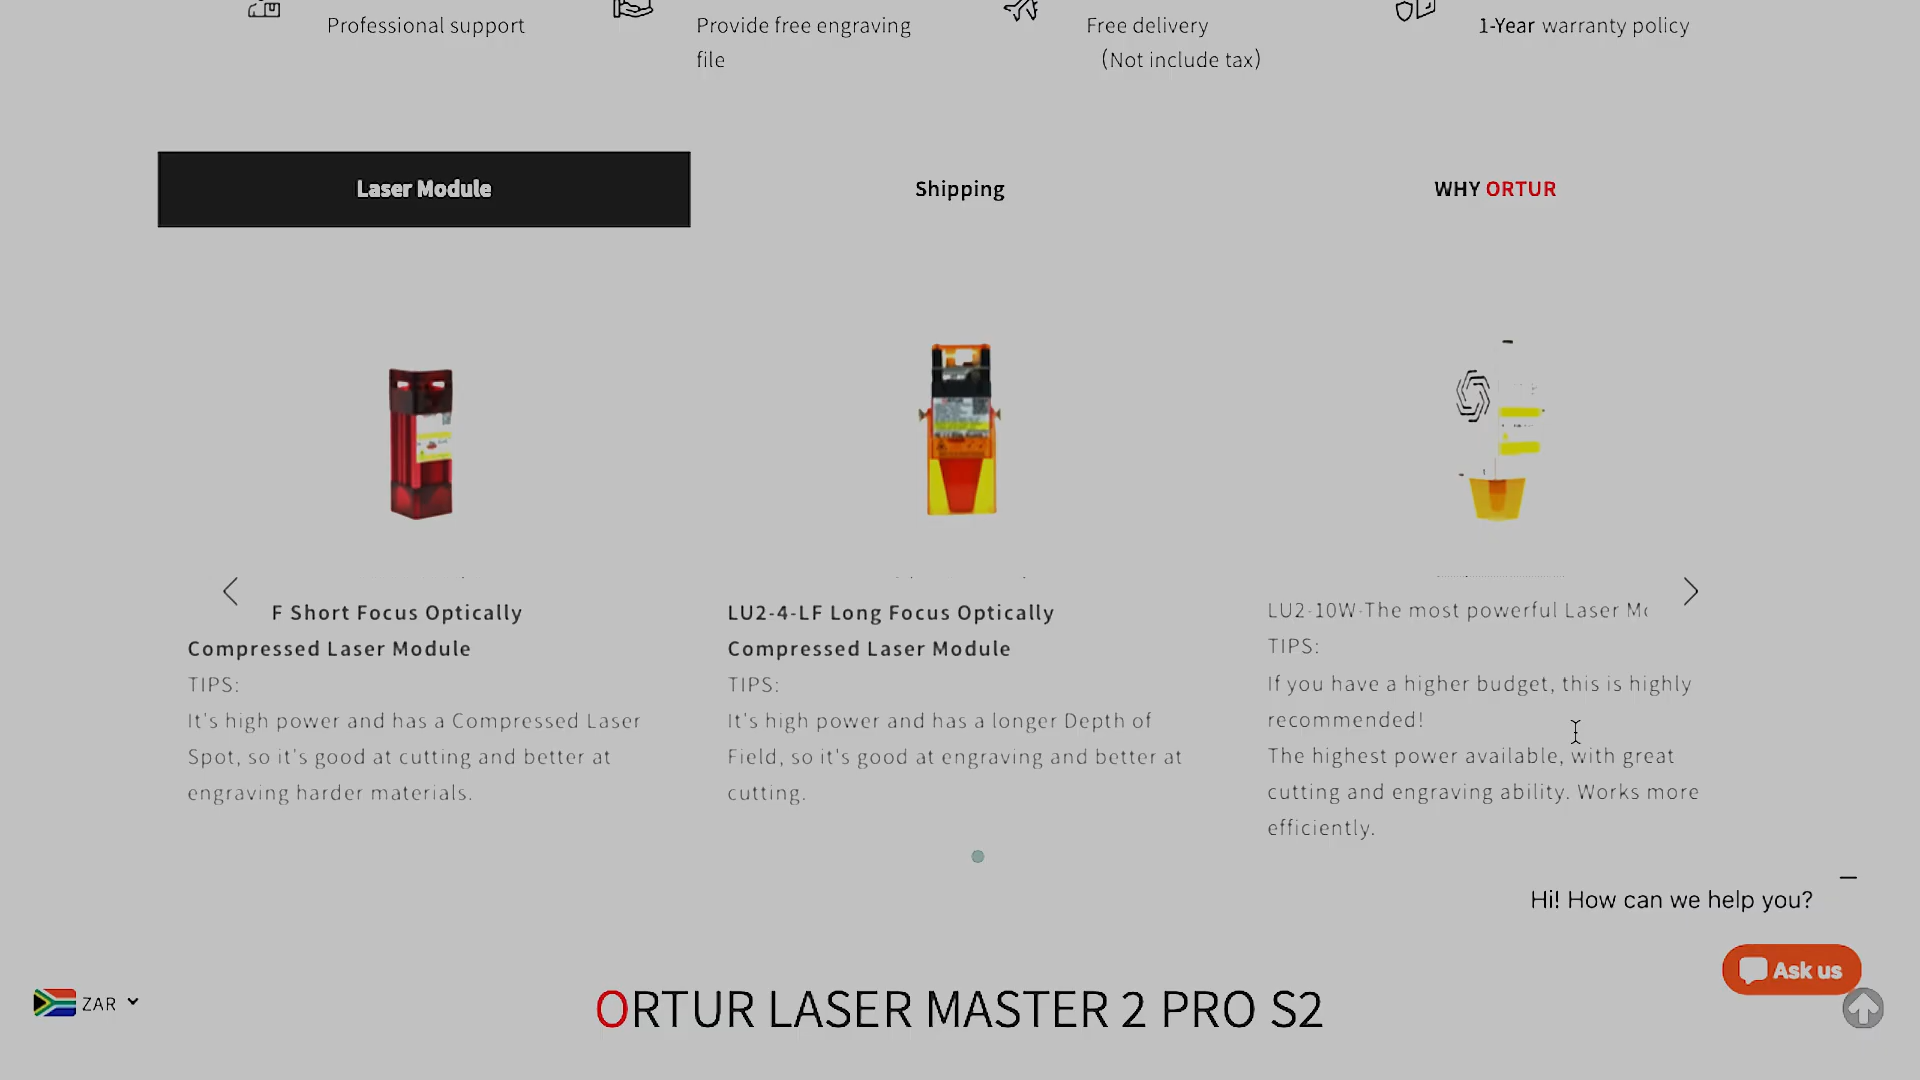 Professional support
Provide free engraving
file
Free delivery
(Not include tax)
1-Year warranty policy
Laser Module
Shipping
WHY ORTUR
F Short Focus Optically
Compressed Laser Module
TIPS:
It's high power and has a Compressed Laser
Spot, so it's good at cutting and better at
engraving harder materials.
LU2-4-LF Long Focus Optically
Compressed Laser Module
TIPS:
It's high power and has a longer Depth of
Field, so it's good at engraving and better at
cutting.
LU2-10W-The most powerful Laser Mo
TIPS:
If you have a higher budget, this is highly
recommended!
The highest power available, with great
cutting and engraving ability. Works more
efficiently.
Hi! How can we help you?
Ask us
ZAR
ORTUR LASER MASTER 2 PRO S2